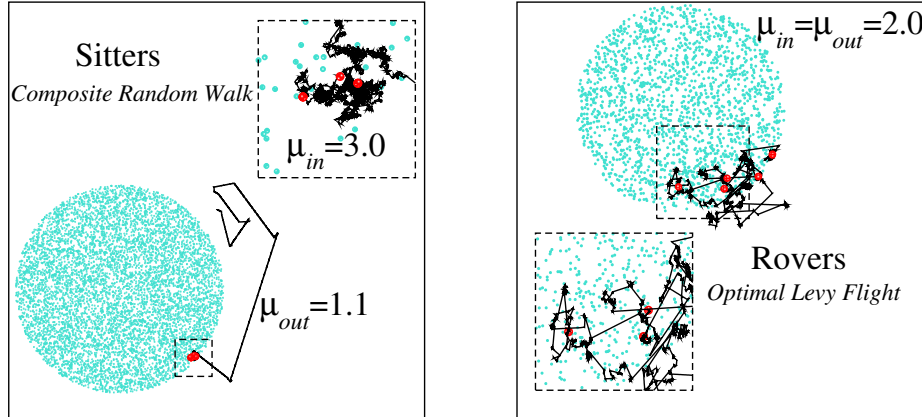 Sitters
Composite Random Walk
μin=3.0
μout=1.1
μin=μout=2.0
Rovers
Optimal Levy Flight